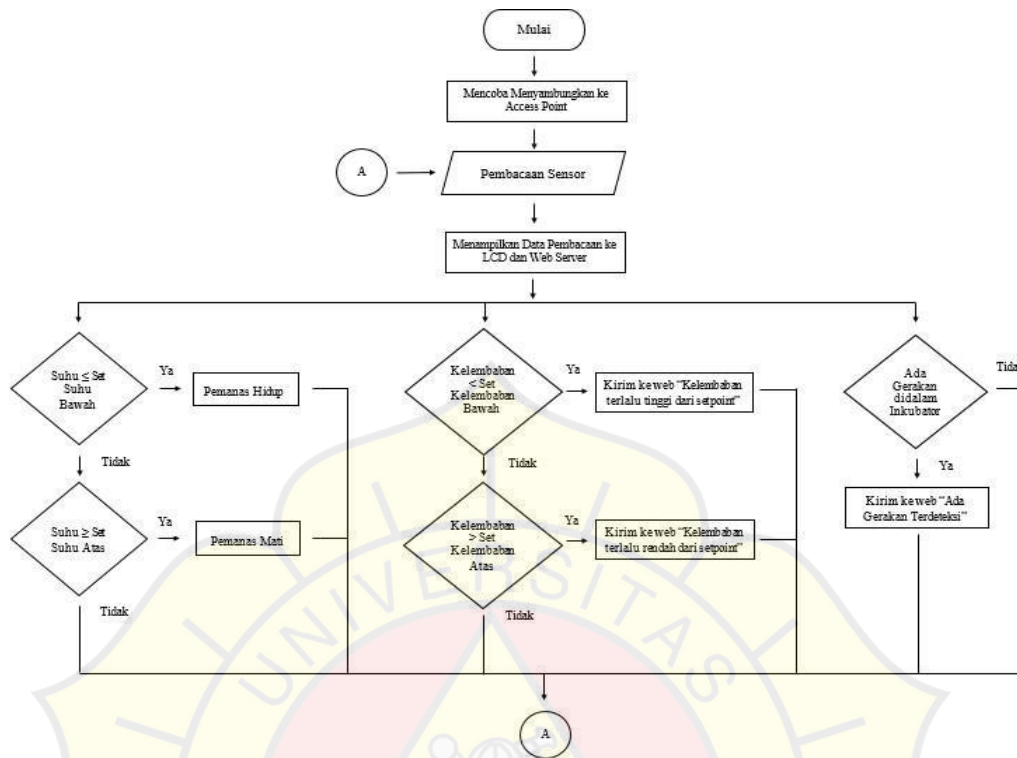 Mulai
Mencoba Menyambungkan ke
Access Point
A
Pembacaan Sensor
Menampilkan Data Pembacaan ke
LCD dan Web Server
Suhu ≤ Set
Suhu
Bawah
Ya
Pemanas Hidup
Tidak
Suhu ≥ Set
Suhu Atas
Ya
Pemanas Mati
Tidak
Kelembaban
< Set
Kelembaban
Bawah
Ya
Kirim ke web “Kelembaban
terlalu tinggi dari setpoint”
Tidak
Kelembaban
> Set
Kelembaban
Atas
Ya
Kirim ke web “Kelembaban
terlalu rendah dari setpoint”
Tidak
Ada
Gerakan
didalam
Inkubator
Tidak
Ya
Kirim ke web “Ada
Gerakan Terdeteksi”
A
UNIVERSITAS